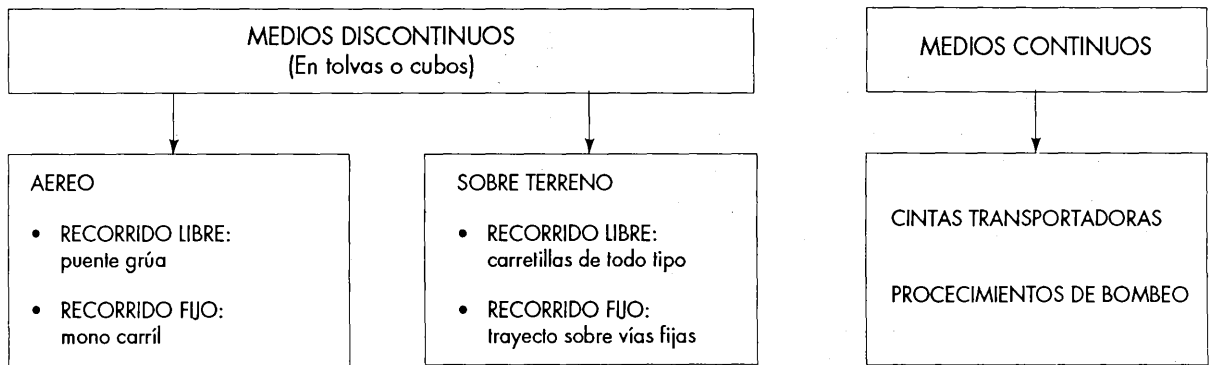 MEDIOS DISCONTINUOS
(En tolvas o cubos)
MEDIOS CONTINUOS
AEREO
• RECORRIDO LIBRE:
puente grúa
• RECORRIDO FIJO:
mono carríl
SOBRE TERRENO
• RECORRIDO LIBRE:
carretillas de todo tipo
• RECORRIDO FIJO:
trayecto sobre vías fijas
CINTAS TRANSPORTADORAS
PROCECIMIENTOS DE BOMBEO